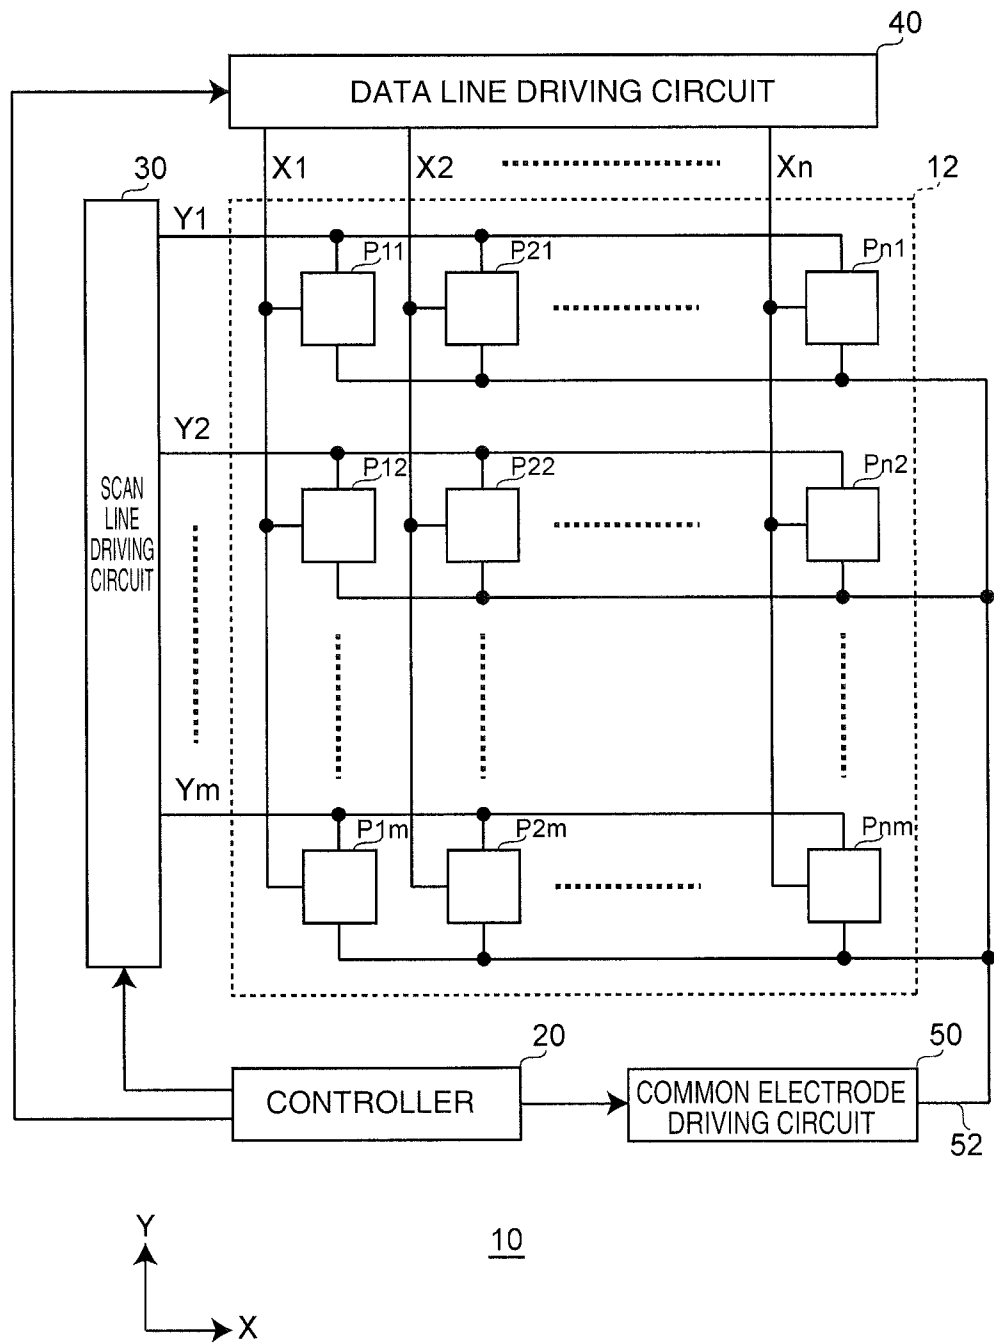 40
DATA LINE DRIVING CIRCUIT
X1
X2
Xn
30
12
Y1
P11
P21
Pn1
Y2
P12
P22
Pn2
SCAN
LINE
DRIVING
CIRCUIT
Ym
P1m
P2m
Pnm
20
50
CONTROLLER
COMMON ELECTRODE
DRIVING CIRCUIT
52
Y
X
10